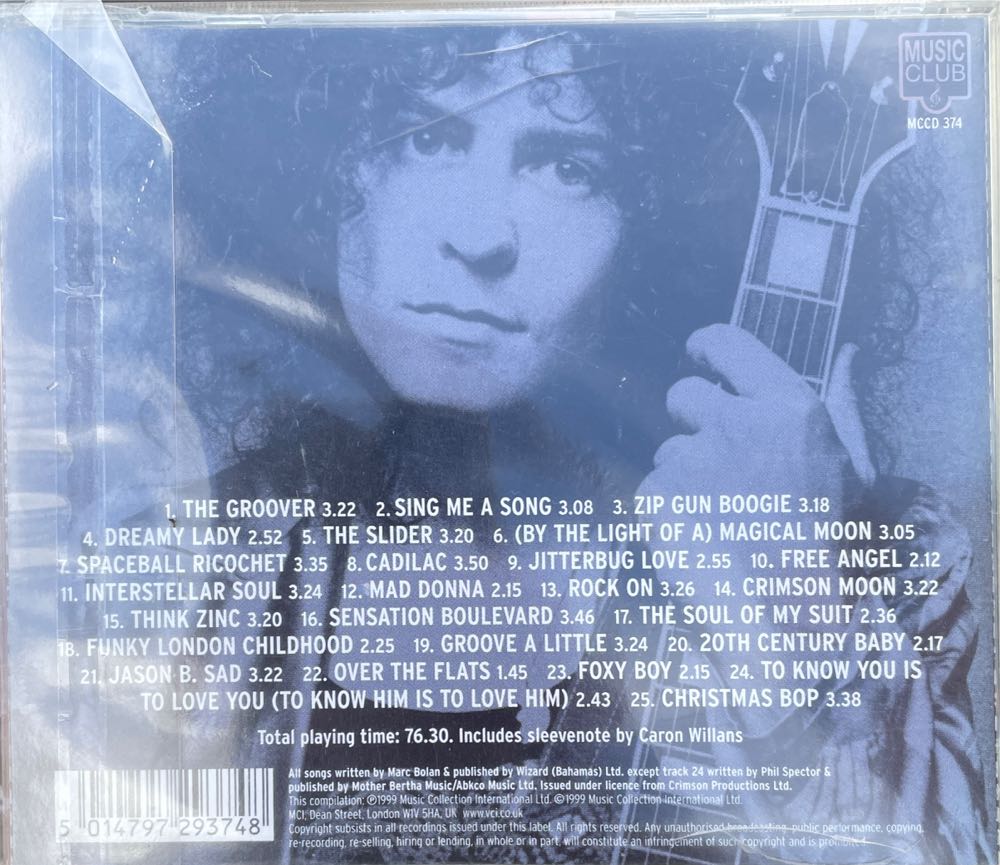 MUSIC
CLUB
MCCD 374
1. THE GROOVER 3.22 2. SING ME A SONG 3.08 3. ZIP GUN BOOGIE 3.18
4. DREAMY LADY 2.52 5. THE SLIDER 3.20 6. (BY THE LIGHT OF A) MAGICAL MOON 3.05
7. SPACEBALL RICOCHET 3.35 8. CADILAC 3.50 9. JITTERBUG LOVE 2.55 10. FREE ANGEL 2.12
11. INTERSTELLAR SOUL 3.24 12. MAD DONNA 2.15 13. ROCK ON 3.26 14. CRIMSON MOON 3.22
15. THINK ZINC 3.20 16. SENSATION BOULEVARD 3.46 17. THE SOUL OF MY SUIT 2.36
18. FUNKY LONDON CHILDHOOD 2.25 19. GROOVE A LITTLE 3.24 20. 20TH CENTURY BABY 2.17
21. JASON B. SAD 3.22 22. OVER THE FLATS 1.45 23. FOXY BOY 2.15 24. TO KNOW YOU IS
TO LOVE YOU (TO KNOW HIM IS TO LOVE HIM) 2.43 25. CHRISTMAS BOP 3.38
Total playing time: 76.30. Includes sleevenote by Caron Willans
All songs written by Marc Bolan & published by Wizard (Bahamas) Ltd. except track 24 written by Phil Spector &
published by Mother Bertha Music/Abkco Music Ltd. Issued under licence from Crimson Productions Ltd.
This compilation: ℗1999 Music Collection International Ltd. ©1999 Music Collection International Ltd.
MCI, Dean Street, London W1V 5HA, UK www.vci.co.uk
Copyright subsists in all recordings issued under this label. All rights reserved. Any unauthorised broadcasting, public performance, copying,
re-recording, re-selling, hiring or lending, in whole or in part, will constitute an infringement of such copyright and is prohibited.
5 014797 293748